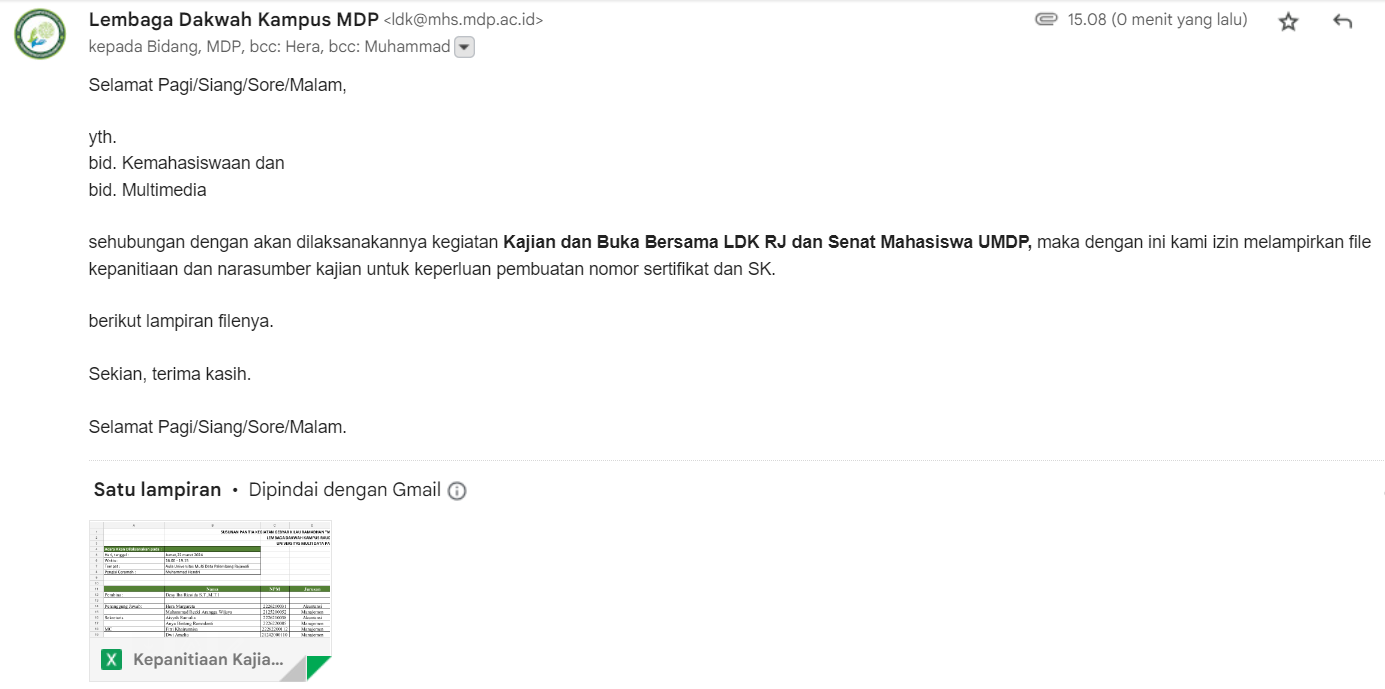 Lembaga Dakwah Kampus MDP <ldk@mhs.mdp.ac.id> 15.08 (0 menit yang lalu)
kepada Bidang, MDP, bcc: Hera, bcc: Muhammad
Selamat Pagi/Siang/Sore/Malam,
yth.
bid. Kemahasiswaan dan
bid. Multimedia
sehubungan dengan akan dilaksanakannya kegiatan Kajian dan Buka Bersama LDK RJ dan Senat Mahasiswa UMDP, maka dengan ini kami izin melampirkan file
kepanitiaan dan narasumber kajian untuk keperluan pembuatan nomor sertifikat dan SK.
berikut lampiran filenya.
Sekian, terima kasih.
Selamat Pagi/Siang/Sore/Malam.
Satu lampiran • Dipindai dengan Gmail
Kepanitiaan Kajia...